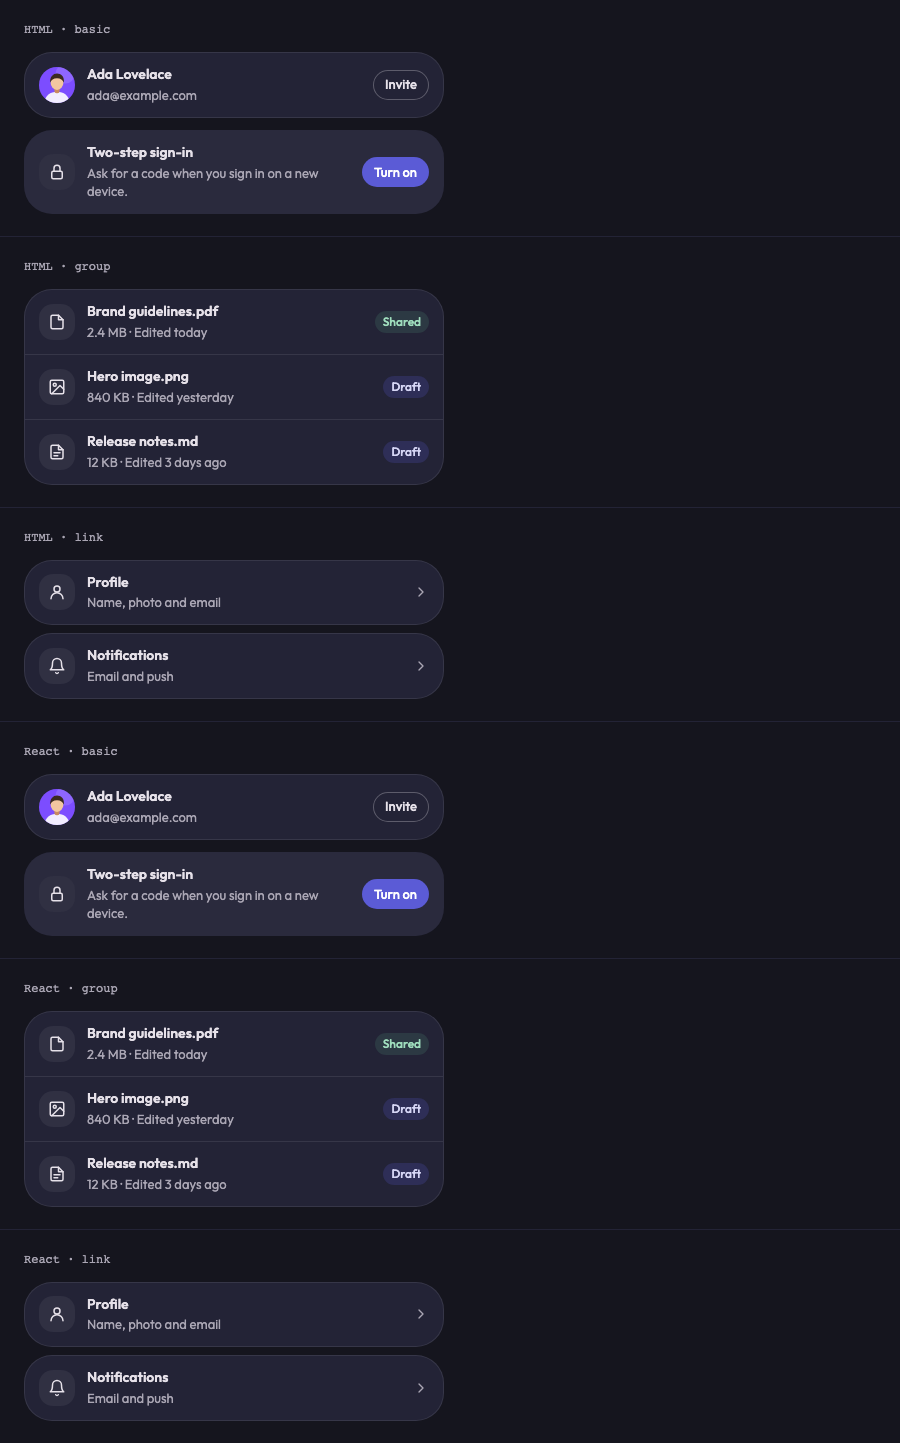 HTML · basic
Ada Lovelace
ada@example.com
Invite
Two-step sign-in
Ask for a code when you sign in on a new
device.
Turn on
HTML · group
Brand guidelines.pdf
2.4 MB · Edited today
Shared
Hero image.png
840 KB · Edited yesterday
Draft
Release notes.md
12 KB · Edited 3 days ago
Draft
HTML · link
Profile
Name, photo and email
Notifications
Email and push
React · basic
Ada Lovelace
ada@example.com
Invite
Two-step sign-in
Ask for a code when you sign in on a new
device.
Turn on
React · group
Brand guidelines.pdf
2.4 MB · Edited today
Shared
Hero image.png
840 KB · Edited yesterday
Draft
Release notes.md
12 KB · Edited 3 days ago
Draft
React · link
Profile
Name, photo and email
Notifications
Email and push